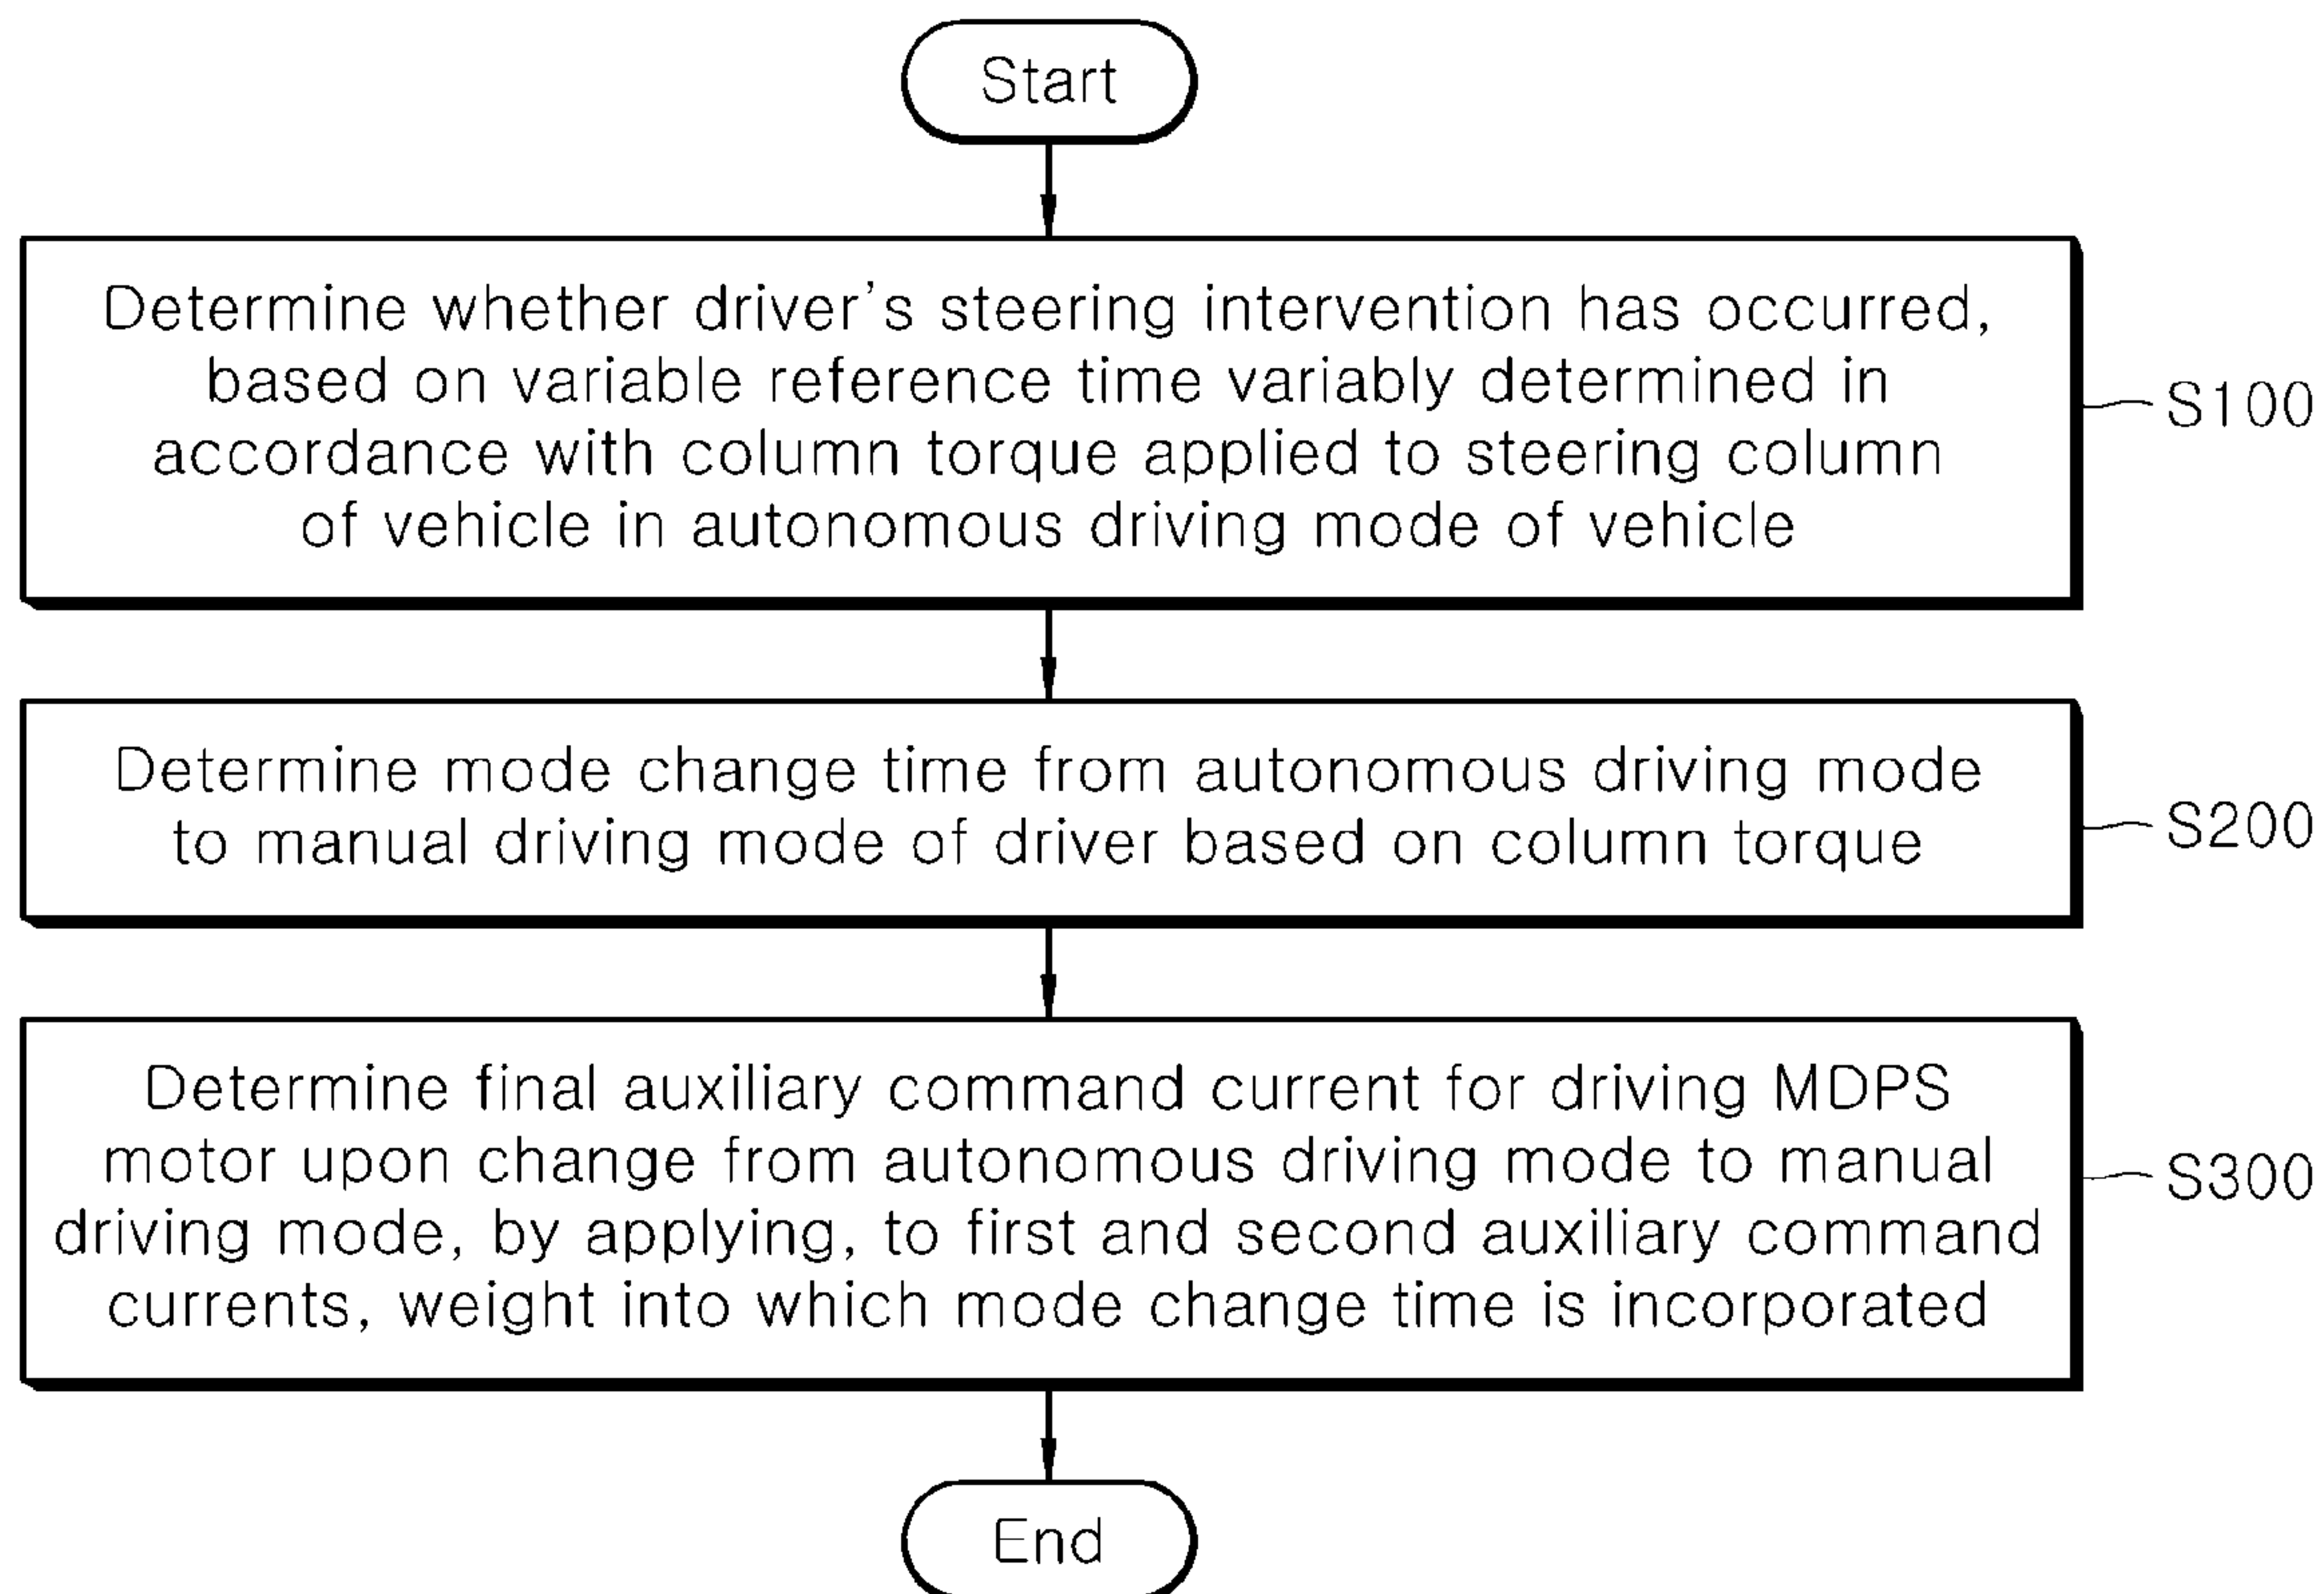 Start
Determine whether driver's steering intervention has occurred,
based on variable reference time variably determined in
accordance with column torque applied to steering column
of vehicle in autonomous driving mode of vehicle
S100
Determine mode change time from autonomous driving mode
to manual driving mode of driver based on column torque
S200
Determine final auxiliary command current for driving MDPS
motor upon change from autonomous driving mode to manual
driving mode, by applying, to first and second auxiliary command
currents, weight into which mode change time is incorporated
S300
End